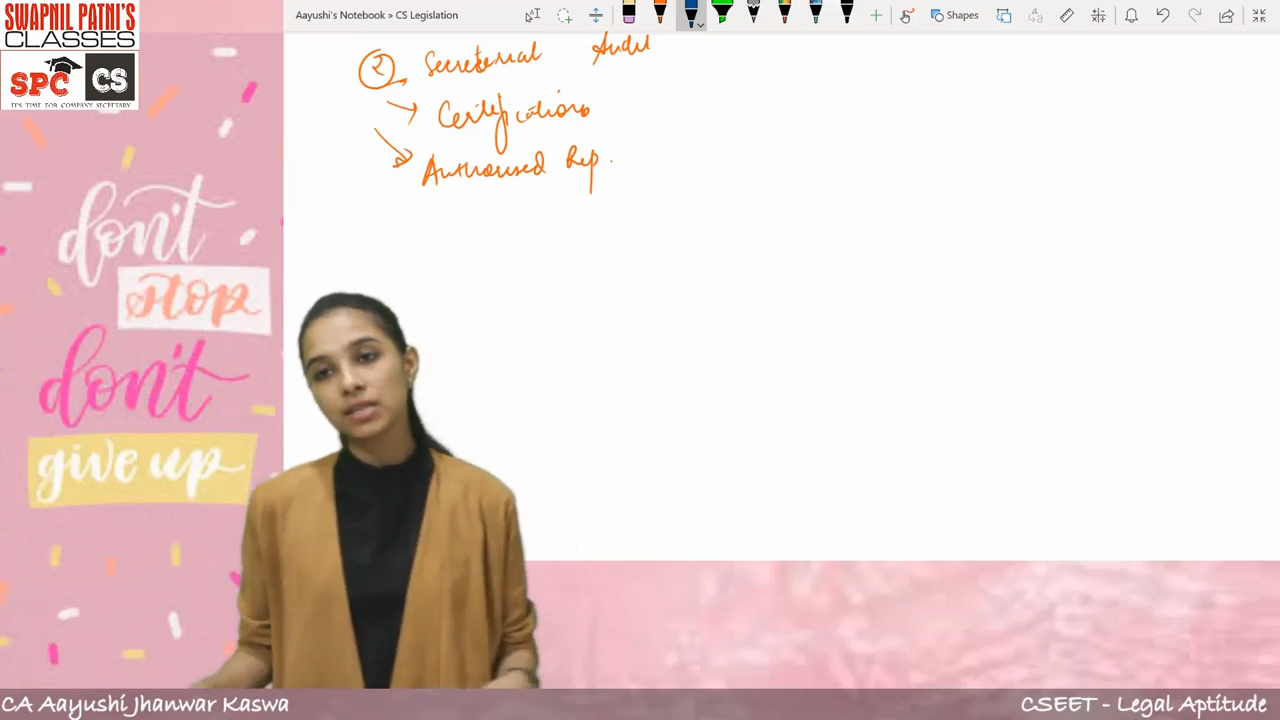 SWAPNIL PATNI'S
CLASSES
SPC CS
IT'S TIME FOR COMPANY SECRETARY
Aayushi's Notebook » CS Legislation
Shapes
2 Secretarial Audit
→ Certifications
→ Authorised Rep.
don't
stop
don't
give up
CA Aayushi Jhanwar Kaswa
CSEET - Legal Aptitude